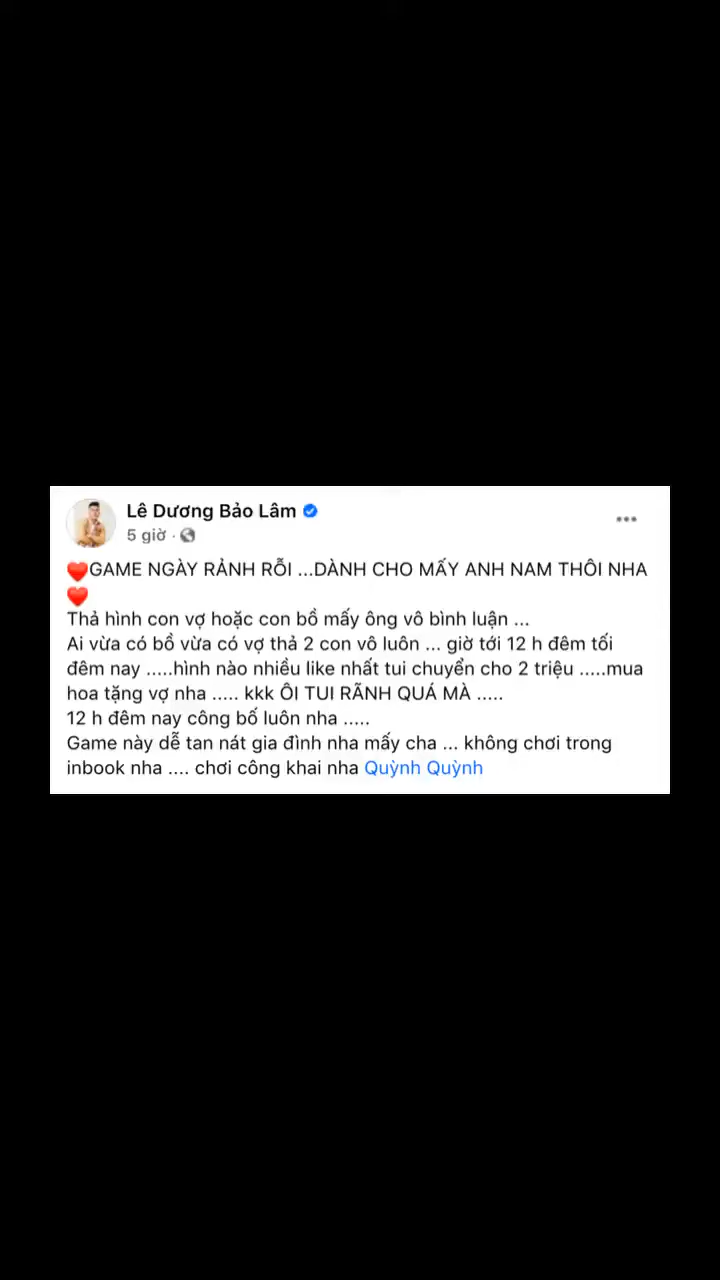 Lê Dương Bảo Lâm
5 giờ ·
❤️GAME NGÀY RẢNH RỖI ...DÀNH CHO MẤY ANH NAM THÔI NHA
❤️
Thả hình con vợ hoặc con bồ mấy ông vô bình luận ...
Ai vừa có bồ vừa có vợ thả 2 con vô luôn ... giờ tới 12 h đêm tối
đêm nay .....hình nào nhiều like nhất tui chuyển cho 2 triệu .....mua
hoa tặng vợ nha ..... kkk ÔI TUI RÃNH QUÁ MÀ .....
12 h đêm nay công bố luôn nha .....
Game này dễ tan nát gia đình nha mấy cha ... không chơi trong
inbook nha .... chơi công khai nha Quỳnh Quỳnh